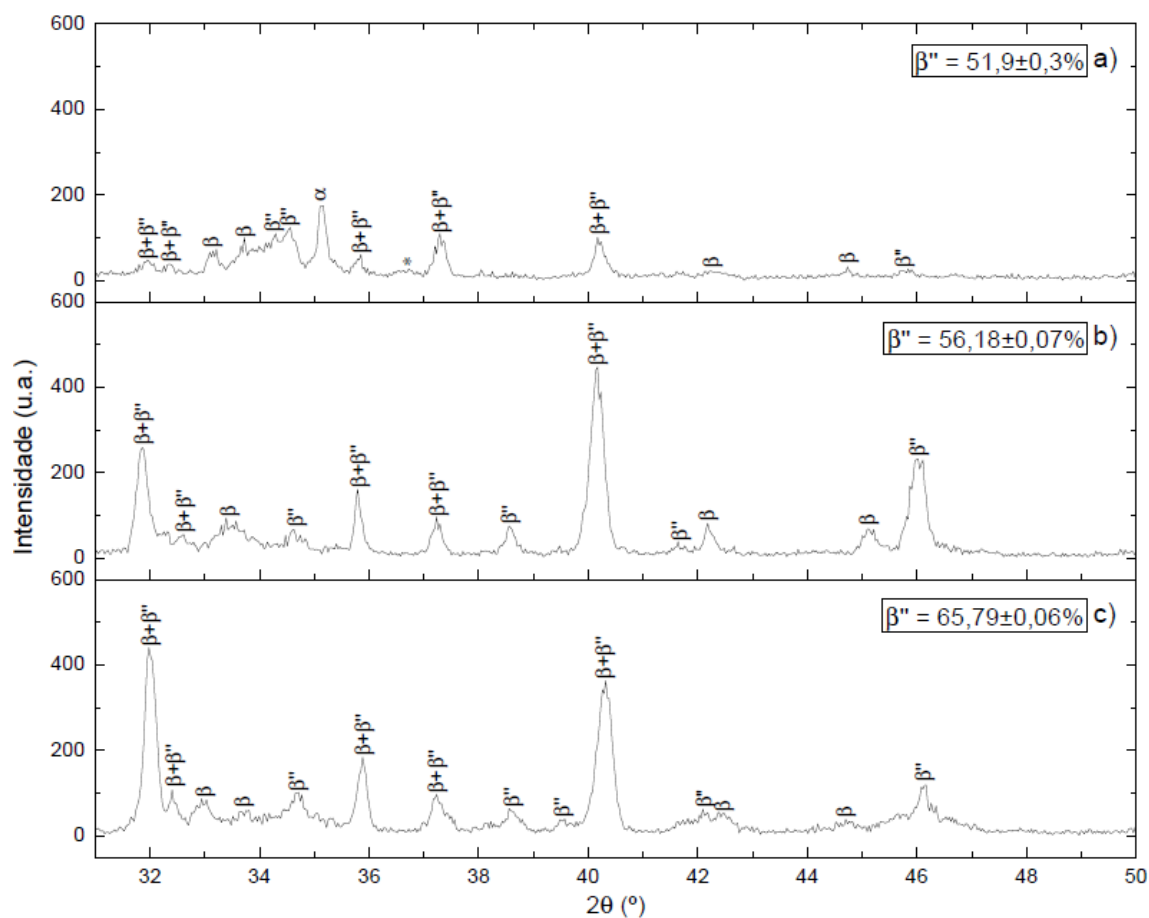 600
400
200
0
β+β"
β+β"
β
β
β"
β"
α
β+β"
*
β+β"
β+β"
β
β
β"
β" = 51,9±0,3% a)
600
400
200
0
β+β"
β+β"
β
β"
β+β"
β+β"
β"
β+β"
β"
β
β
β"
β" = 56,18±0,07% b)
600
400
200
0
β+β"
β+β"
β
β
β"
β+β"
β+β"
β"
β"
β+β"
β"
β
β
β"
β" = 65,79±0,06% c)
Intensidade (u.a.)
32 34 36 38 40 42 44 46 48 50
2θ (º)